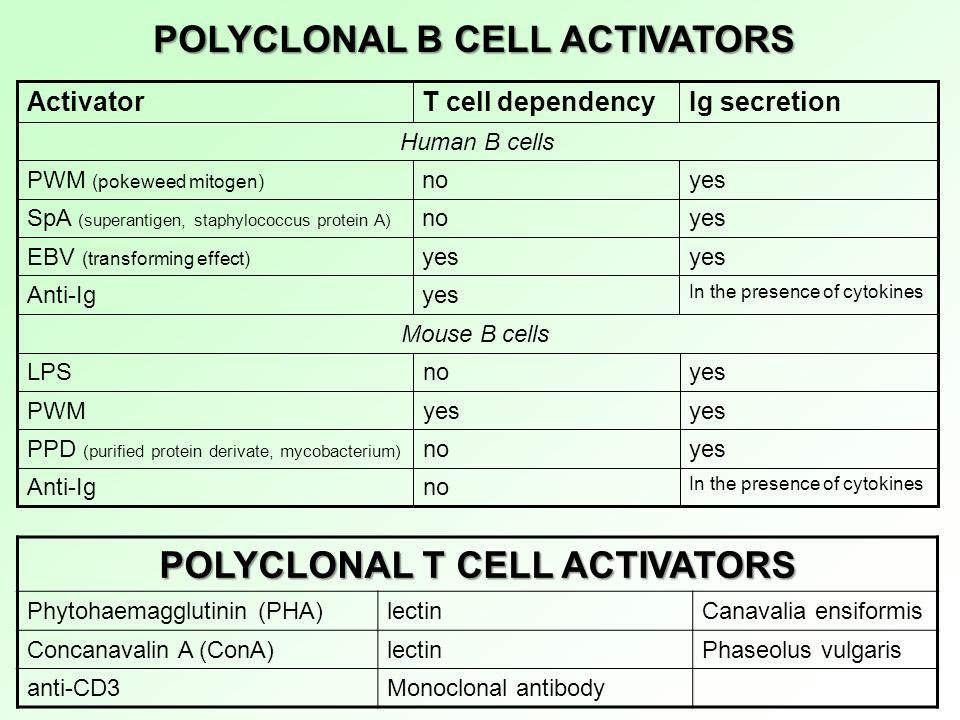 POLYCLONAL B CELL ACTIVATORS
Activator T cell dependency Ig secretion
Human B cells
PWM (pokeweed mitogen) no yes
SpA (superantigen, staphylococcus protein A) no yes
EBV (transforming effect) yes yes
Anti-Ig yes In the presence of cytokines
Mouse B cells
LPS no yes
PWM yes yes
PPD (purified protein derivate, mycobacterium) no yes
Anti-Ig no In the presence of cytokines
POLYCLONAL T CELL ACTIVATORS
Phytohaemagglutinin (PHA) lectin Canavalia ensiformis
Concanavalin A (ConA) lectin Phaseolus vulgaris
anti-CD3 Monoclonal antibody